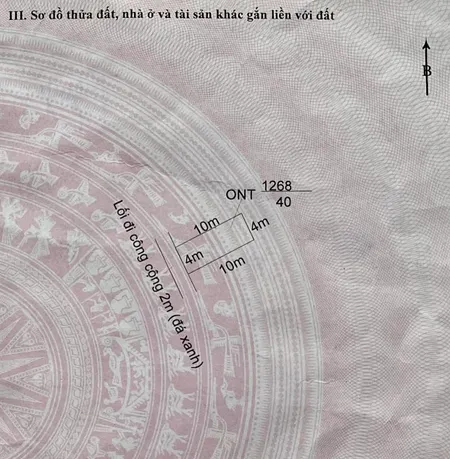 III. Sơ đồ thửa đất, nhà ở và tài sản khác gắn liền với đất
B
ONT 1268
40
10m
4m
4m
10m
Lối đi công cộng 2m (đá xanh)